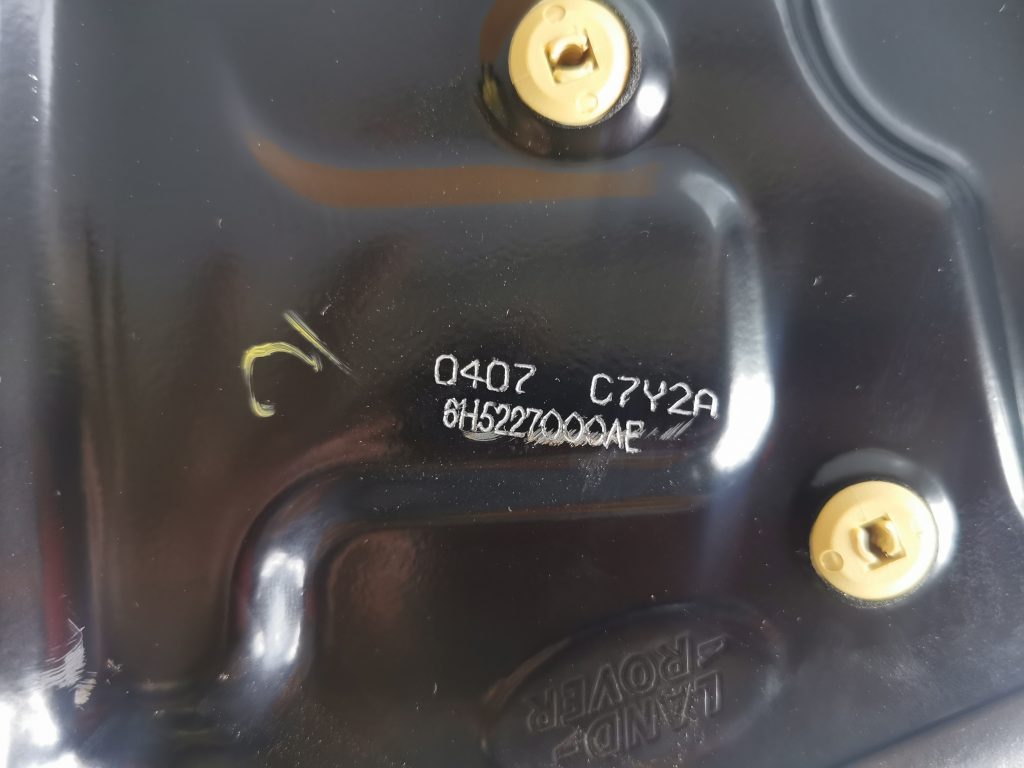 0407 C7Y2A
6H5227000AE
LAND-
-ROVER